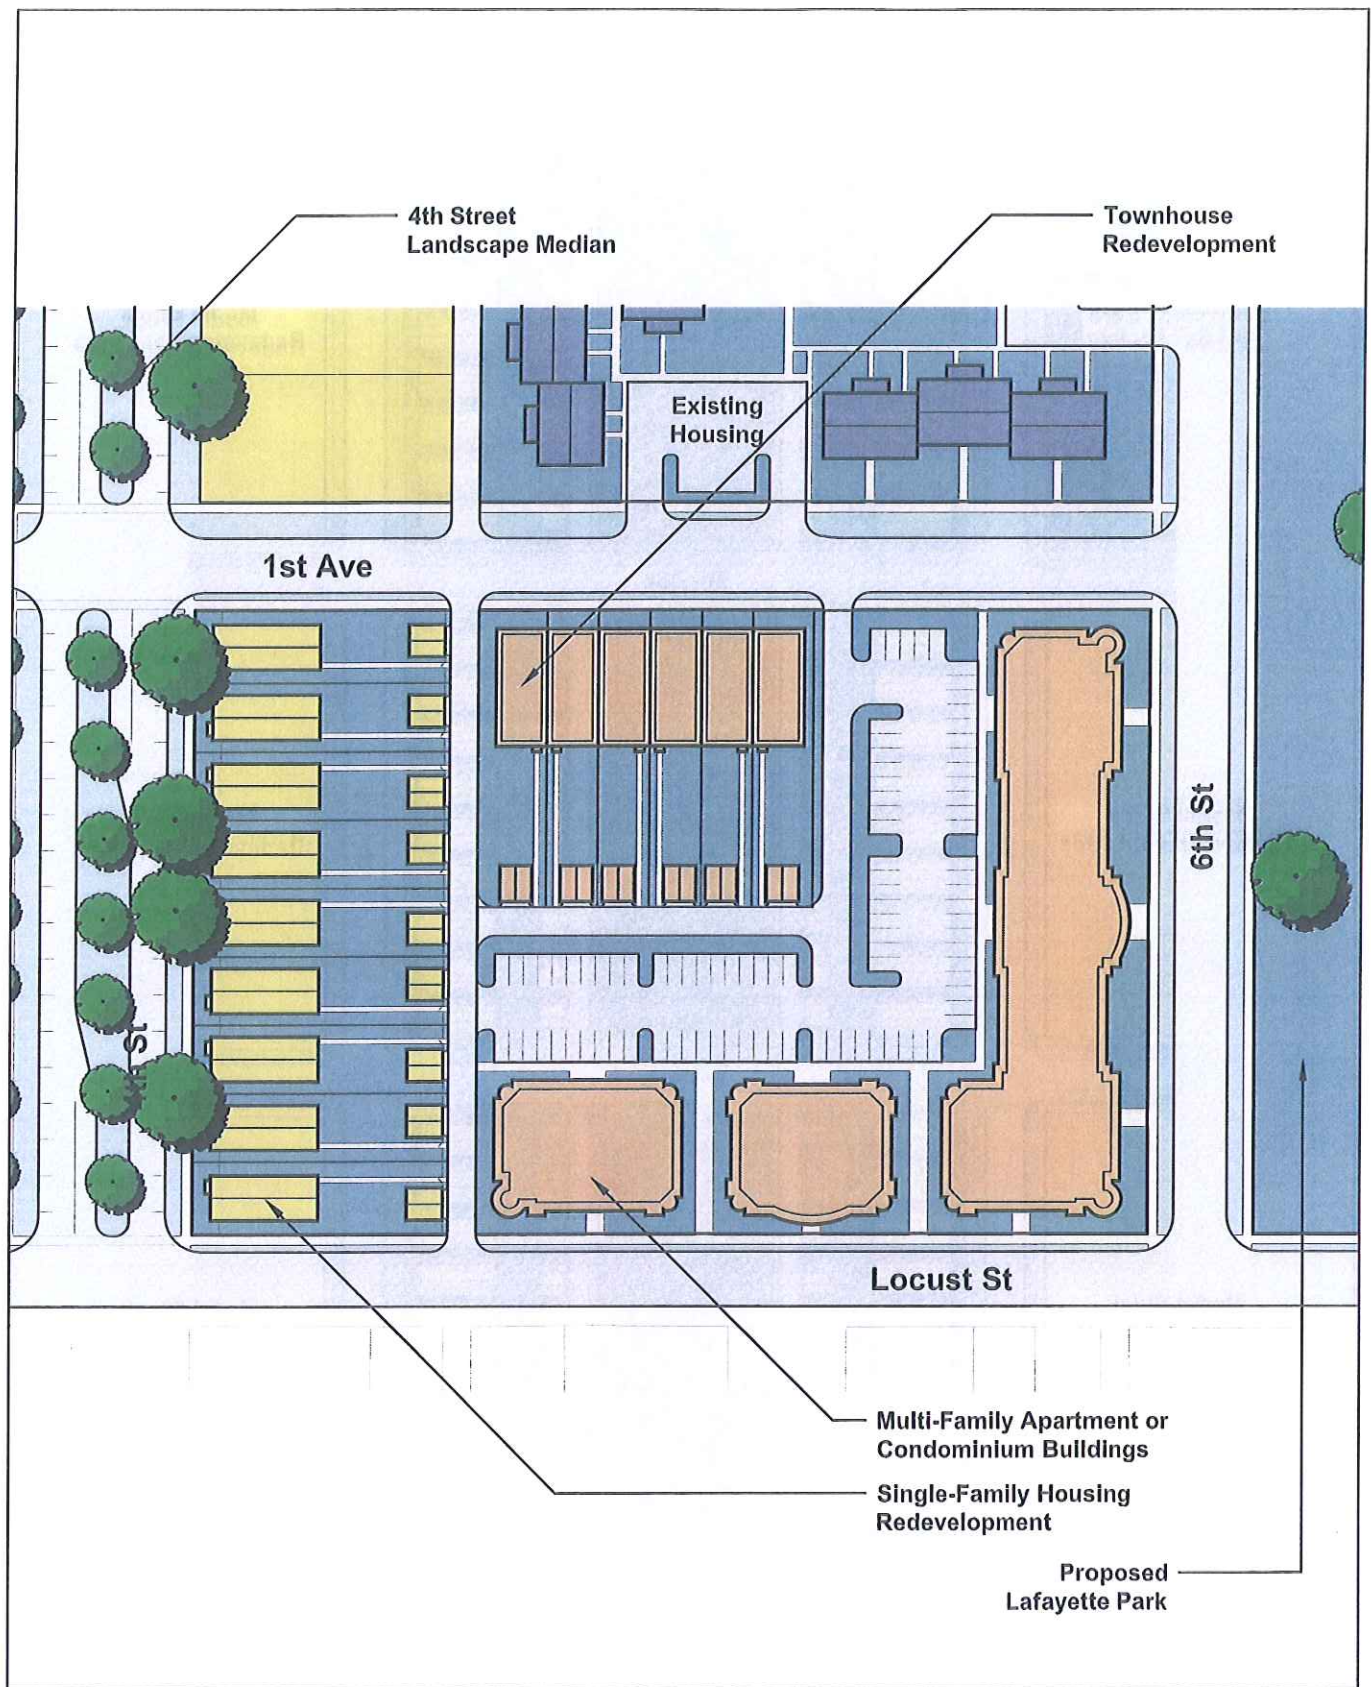 4th Street
Landscape Median
Townhouse
Redevelopment
Existing
Housing
1st Ave
6th St
St
Locust St
Multi-Family Apartment or
Condominium Buildings
Single-Family Housing
Redevelopment
Proposed
Lafayette Park